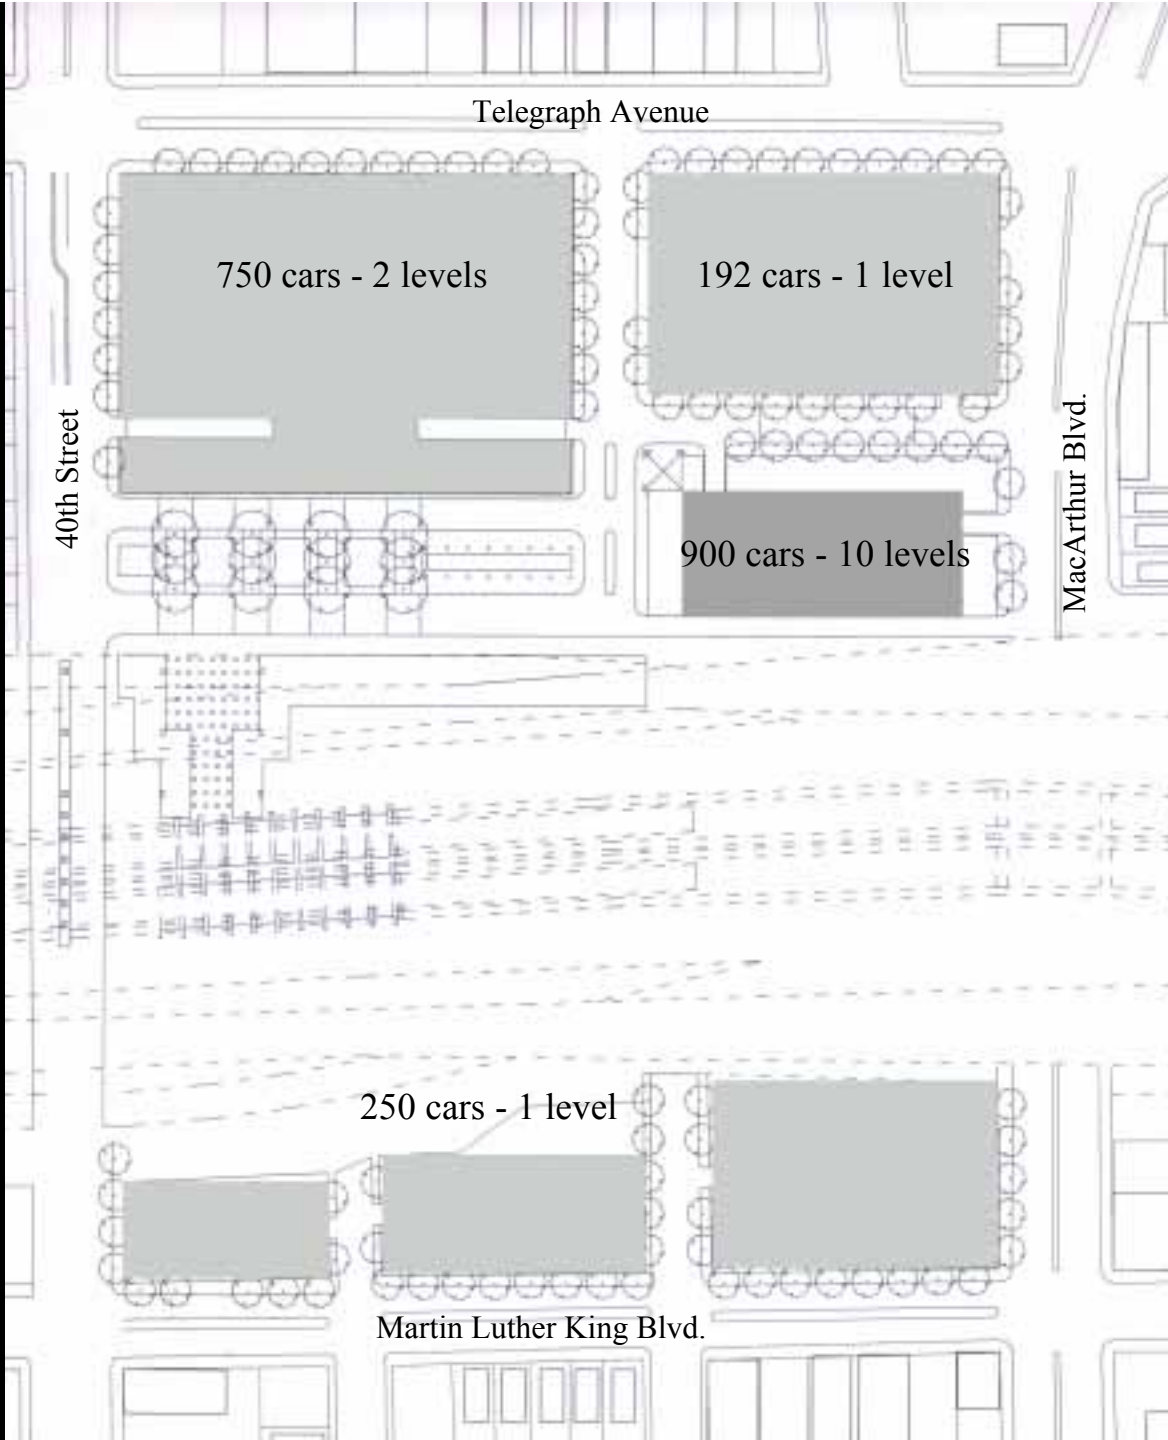 Telegraph Avenue
750 cars - 2 levels
192 cars - 1 level
40th Street
MacArthur Blvd.
900 cars - 10 levels
250 cars - 1 level
Martin Luther King Blvd.